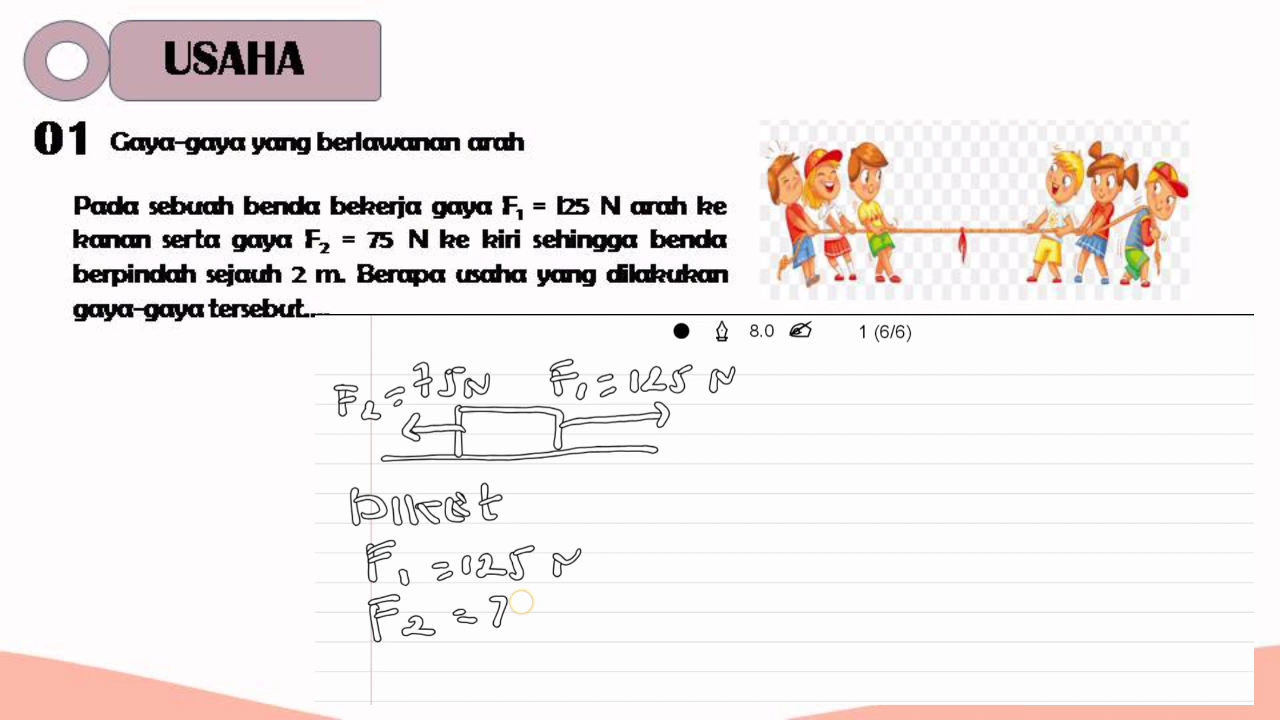 USAHA
01 Gaya-gaya yang berlawanan arah
Pada sebuah benda bekerja gaya F₁ = 125 N arah ke
kanan serta gaya F₂ = 75 N ke kiri sehingga benda
berpindah sejauh 2 m. Berapa usaha yang dilakukan
gaya-gaya tersebut....
8.0 1 (6/6)
F₂ = 75 N F₁ = 125 N
Diket
F₁ = 125 N
F₂ = 7